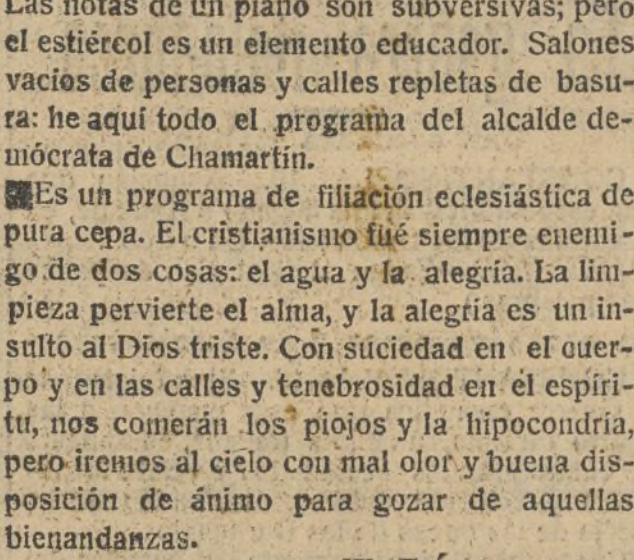 Las notas de un piano son subversivas; pero
el estiércol es un elemento educador. Salones
vacios de personas y calles repletas de basu-
ra: he aquí todo el programa del alcalde de-
mócrata de Chamartín.
Es un programa de filiación eclesiástica de
pura cepa. El cristianismo fué siempre enemi-
go de dos cosas: el agua y la alegría. La lim-
pieza pervierte el alma, y la alegría es un in-
sulto al Dios triste. Con suciedad en el cuer-
po y en las calles y tenebrosidad en el espíri-
tu, nos comerán los piojos y la hipocondría,
pero iremos al cielo con mal olor y buena dis-
posición de ánimo para gozar de aquellas
bienandanzas.